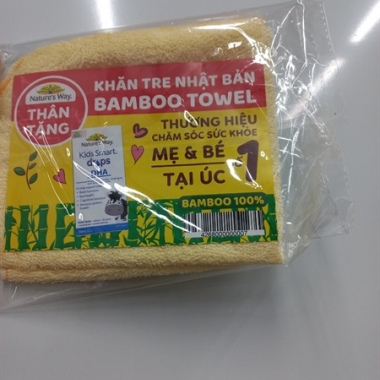 Nature's Way.
THÂN
TẶNG
KHĂN TRE NHẬT BẢN
BAMBOO TOWEL
THƯƠNG HIỆU
CHĂM SÓC SỨC KHỎE
MẸ & BÉ
TẠI ÚC
1
BAMBOO 100%
Nature's Way.
Kids Smart.
drops
DHA